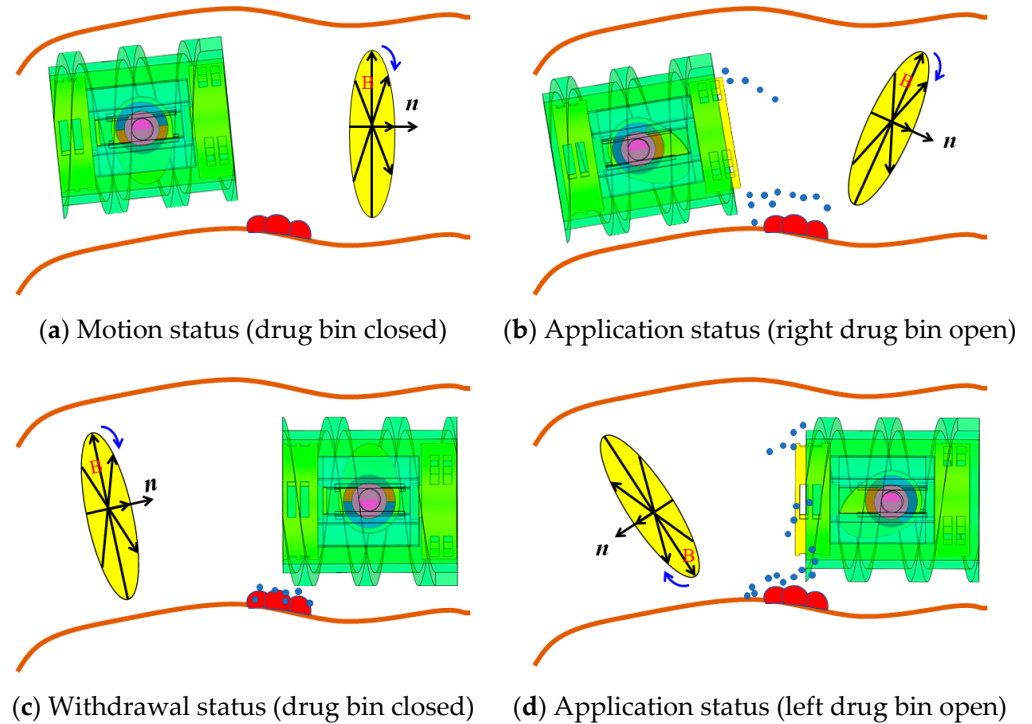 B
n
B
n
(a) Motion status (drug bin closed)
(b) Application status (right drug bin open)
B
n
n
B
(c) Withdrawal status (drug bin closed)
(d) Application status (left drug bin open)